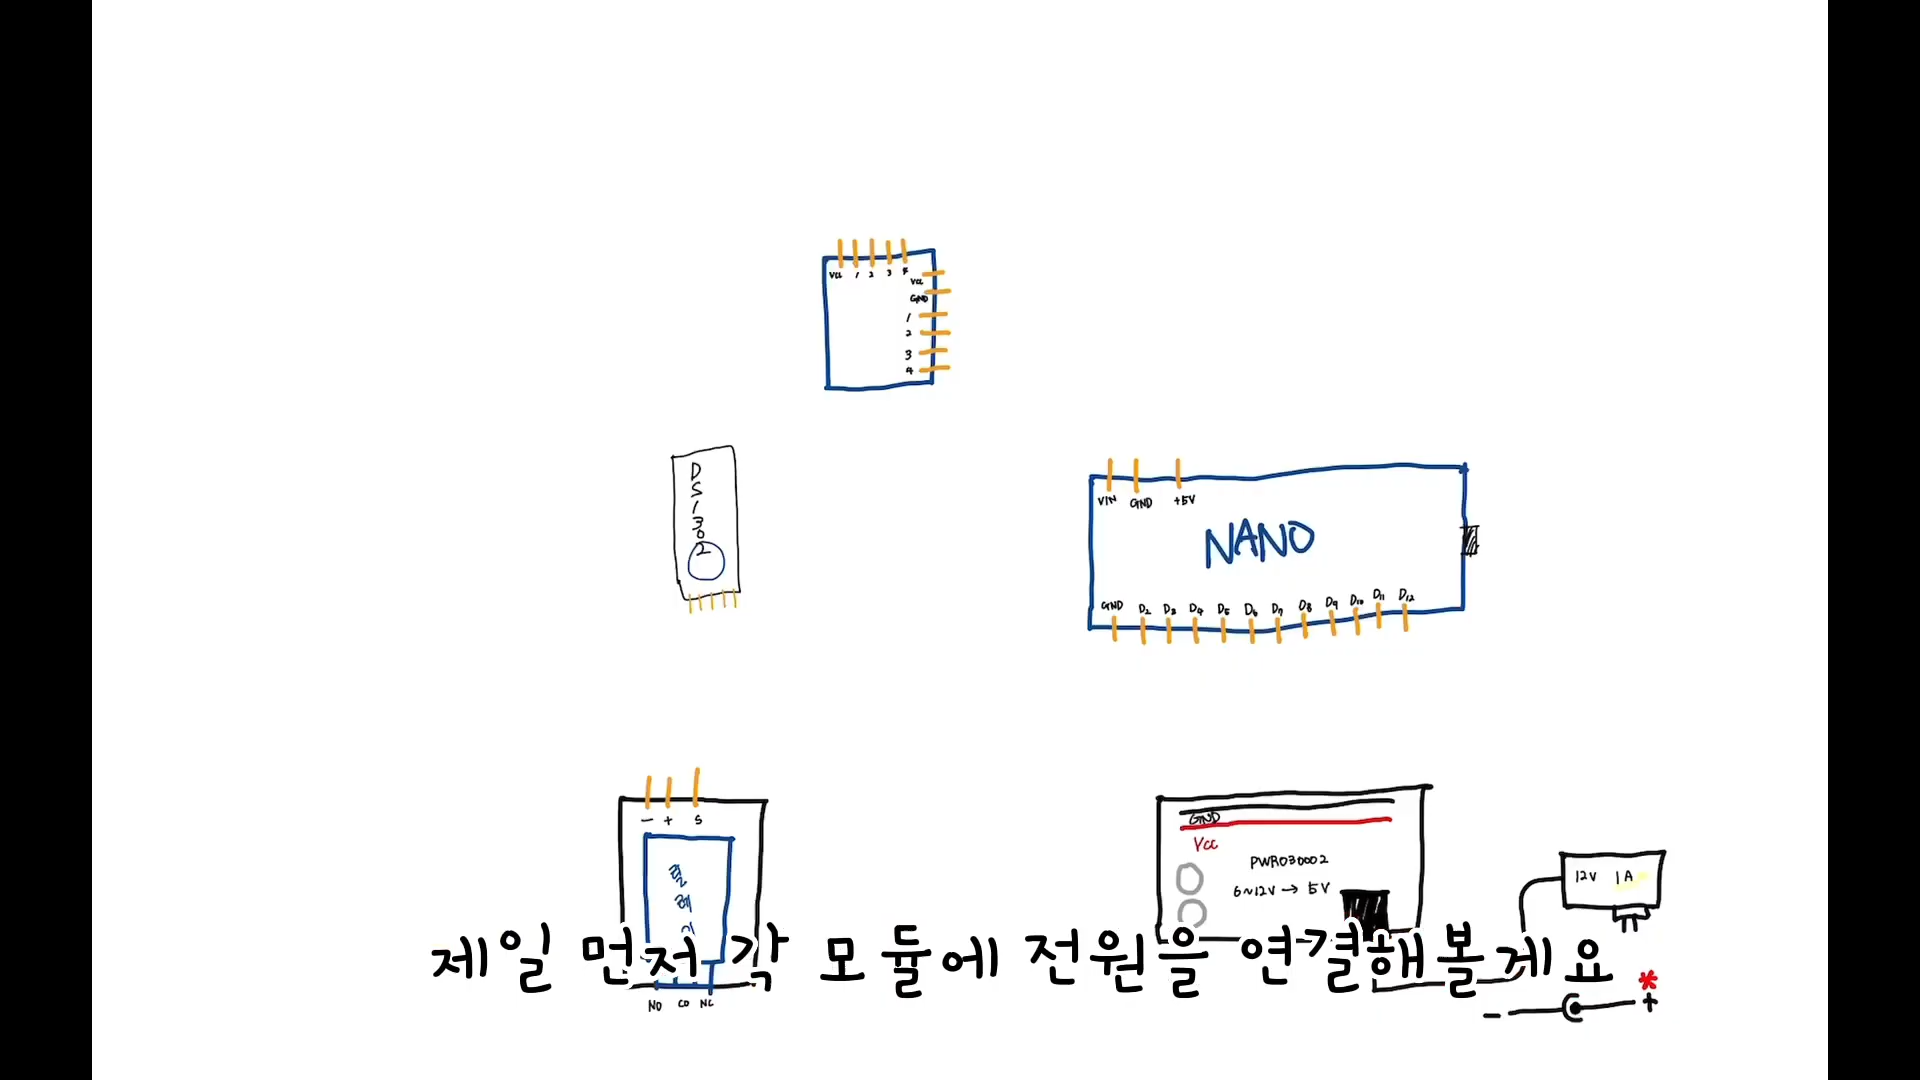 VCC 1 2 3 4
VCC
GND
1
2
3
4
DS1302
VIN GND +5V
NANO
GND D2 D3 D4 D5 D6 D7 D8 D9 D10 D11 D12
- + S
릴
레
이
NO CO NC
GND
Vcc
PWR030002
6~12V → 5V
12V 1A
*
- +
제일 먼저 각 모듈에 전원을 연결해볼게요